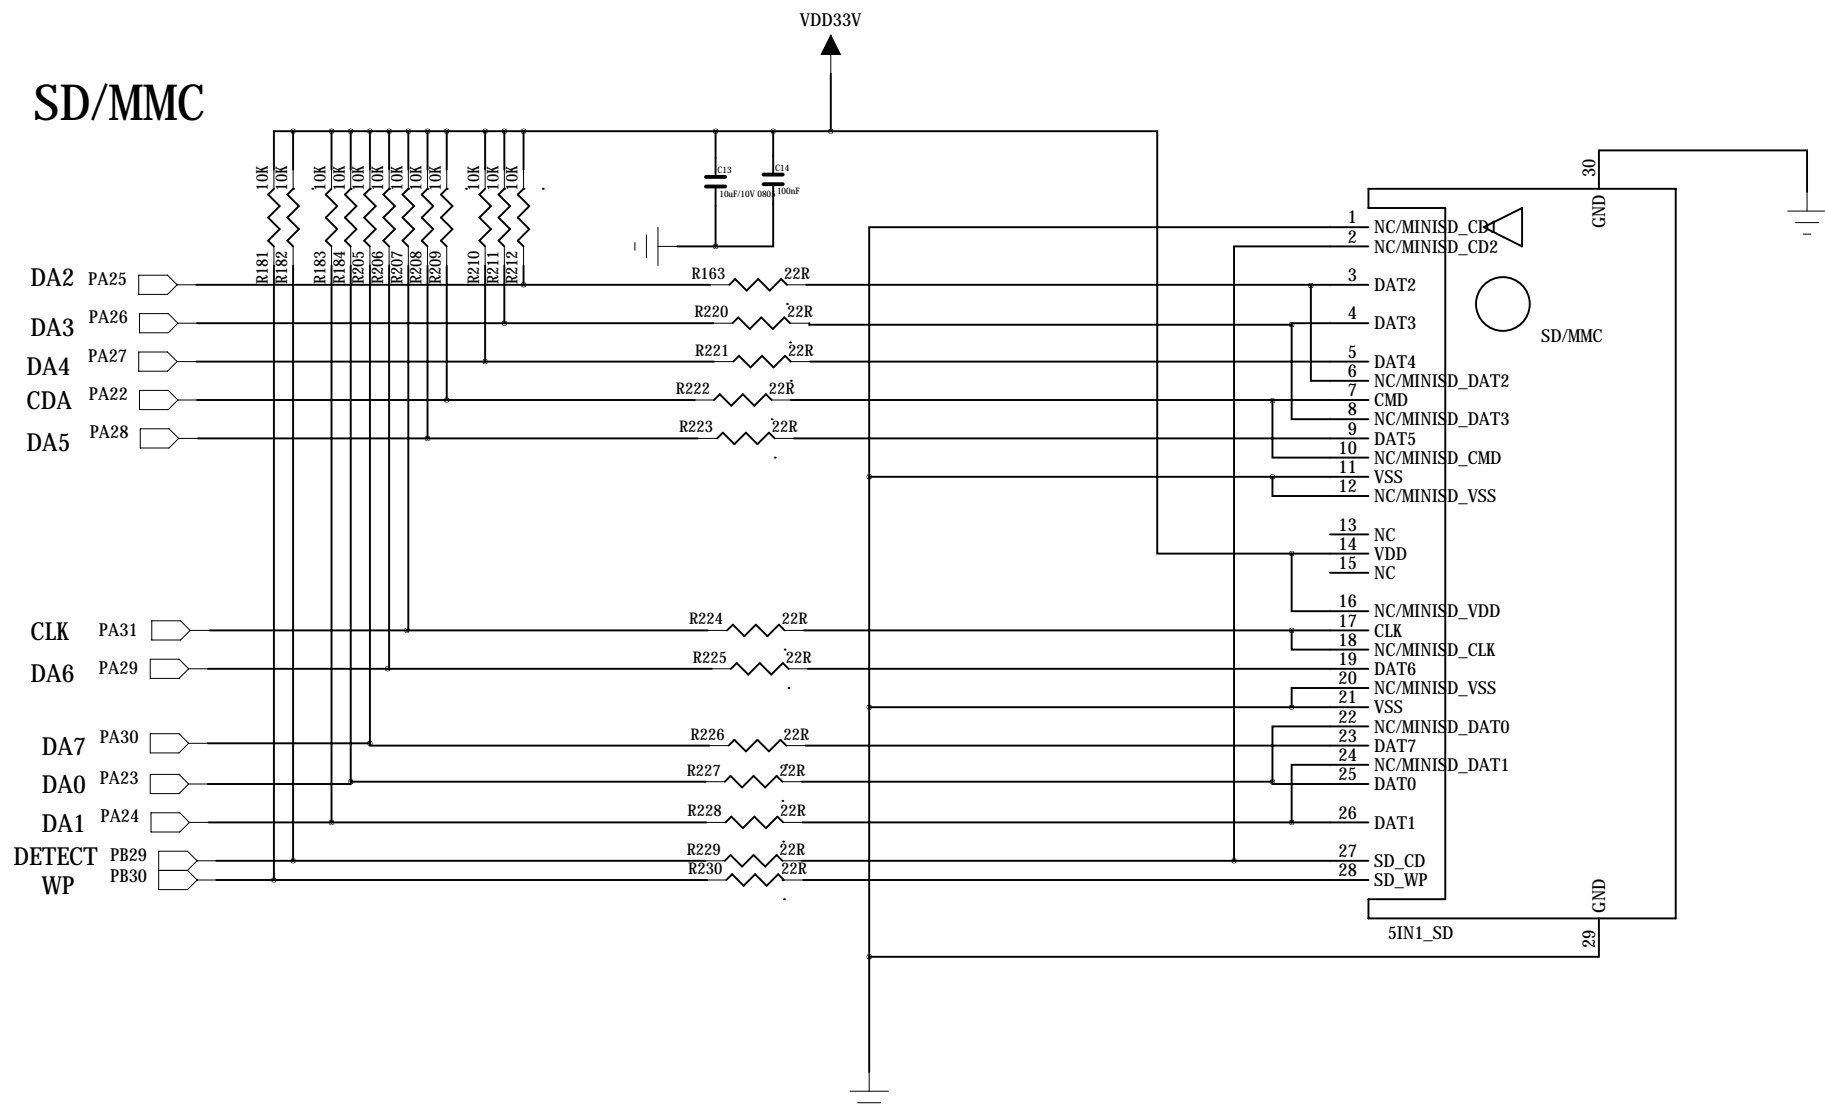 VDD33V
SD/MMC
10K 10K 10K 10K 10K 10K 10K 10K 10K 10K 10K 10K
R181 R182 R183 R184 R205 R206 R207 R208 R209 R210 R211 R212
C13
10uF/10V 0805
C14
100nF
DA2 PA25 R163 22R
DA3 PA26 R220 22R
DA4 PA27 R221 22R
CDA PA22 R222 22R
DA5 PA28 R223 22R
CLK PA31 R224 22R
DA6 PA29 R225 22R
DA7 PA30 R226 22R
DA0 PA23 R227 22R
DA1 PA24 R228 22R
DETECT PB29 R229 22R
WP PB30 R230 22R
30 GND
1 NC/MINISD_CD1
2 NC/MINISD_CD2
3 DAT2
4 DAT3
5 DAT4
6 NC/MINISD_DAT2
7 CMD
8 NC/MINISD_DAT3
9 DAT5
10 NC/MINISD_CMD
11 VSS
12 NC/MINISD_VSS
13 NC
14 VDD
15 NC
16 NC/MINISD_VDD
17 CLK
18 NC/MINISD_CLK
19 DAT6
20 NC/MINISD_VSS
21 VSS
22 NC/MINISD_DAT0
23 DAT7
24 NC/MINISD_DAT1
25 DAT0
26 DAT1
27 SD_CD
28 SD_WP
SD/MMC
GND 29
5IN1_SD